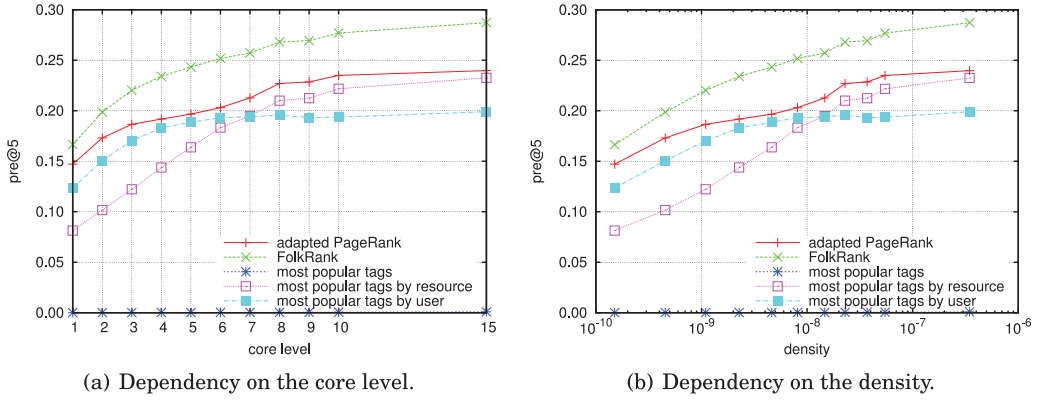 0.30
0.25
0.20
0.15
0.10
0.05
0.00
pre@5
adapted PageRank
FolkRank
most popular tags
most popular tags by resource
most popular tags by user
1 2 3 4 5 6 7 8 9 10 15
core level
(a) Dependency on the core level.
0.30
0.25
0.20
0.15
0.10
0.05
0.00
pre@5
adapted PageRank
FolkRank
most popular tags
most popular tags by resource
most popular tags by user
10⁻¹⁰ 10⁻⁹ 10⁻⁸ 10⁻⁷ 10⁻⁶
density
(b) Dependency on the density.